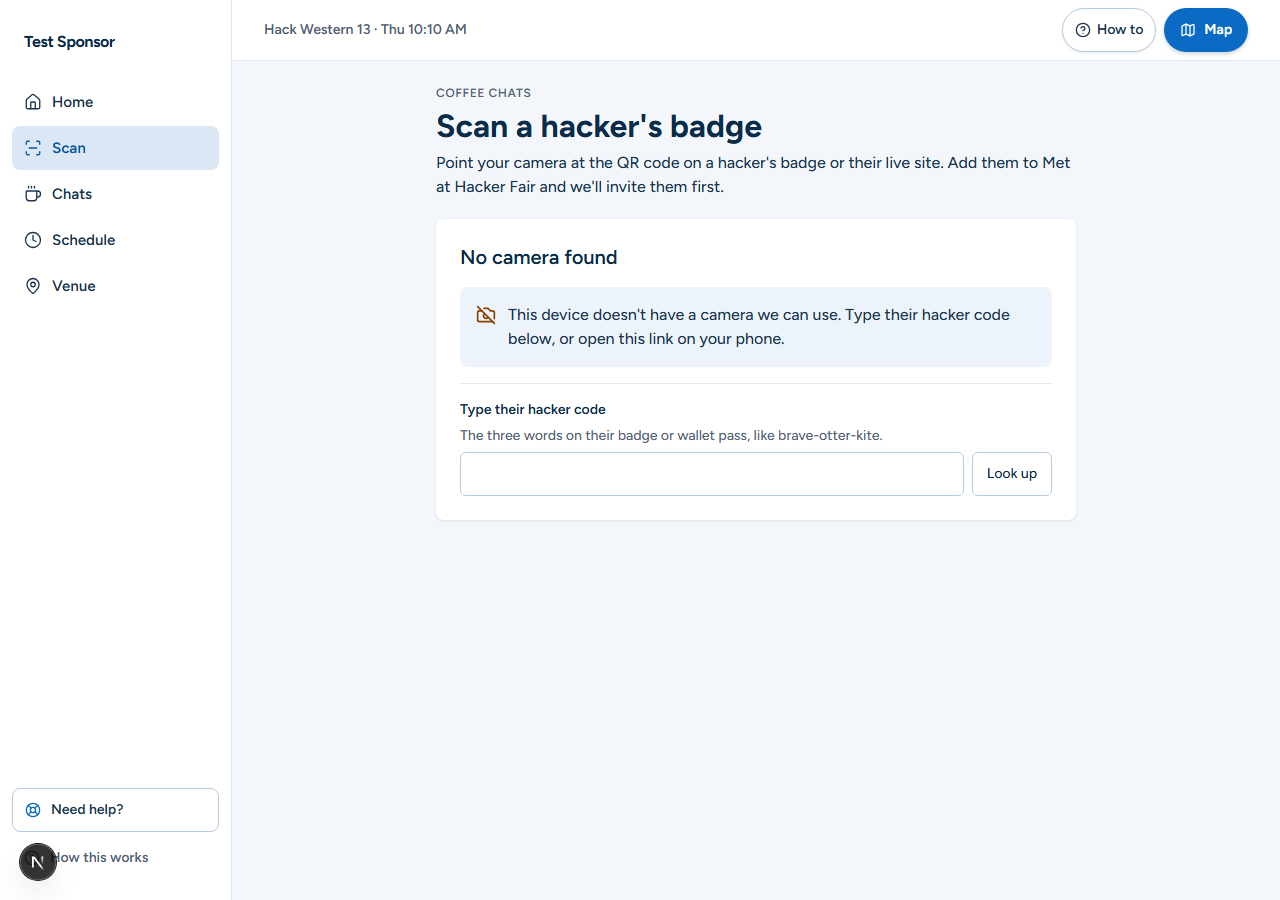 Test Sponsor
Home
Scan
Chats
Schedule
Venue
Need help?
How this works
N
Hack Western 13 · Thu 10:10 AM
How to
Map
COFFEE CHATS
Scan a hacker's badge
Point your camera at the QR code on a hacker's badge or their live site. Add them to Met
at Hacker Fair and we'll invite them first.
No camera found
This device doesn't have a camera we can use. Type their hacker code
below, or open this link on your phone.
Type their hacker code
The three words on their badge or wallet pass, like brave-otter-kite.
Look up